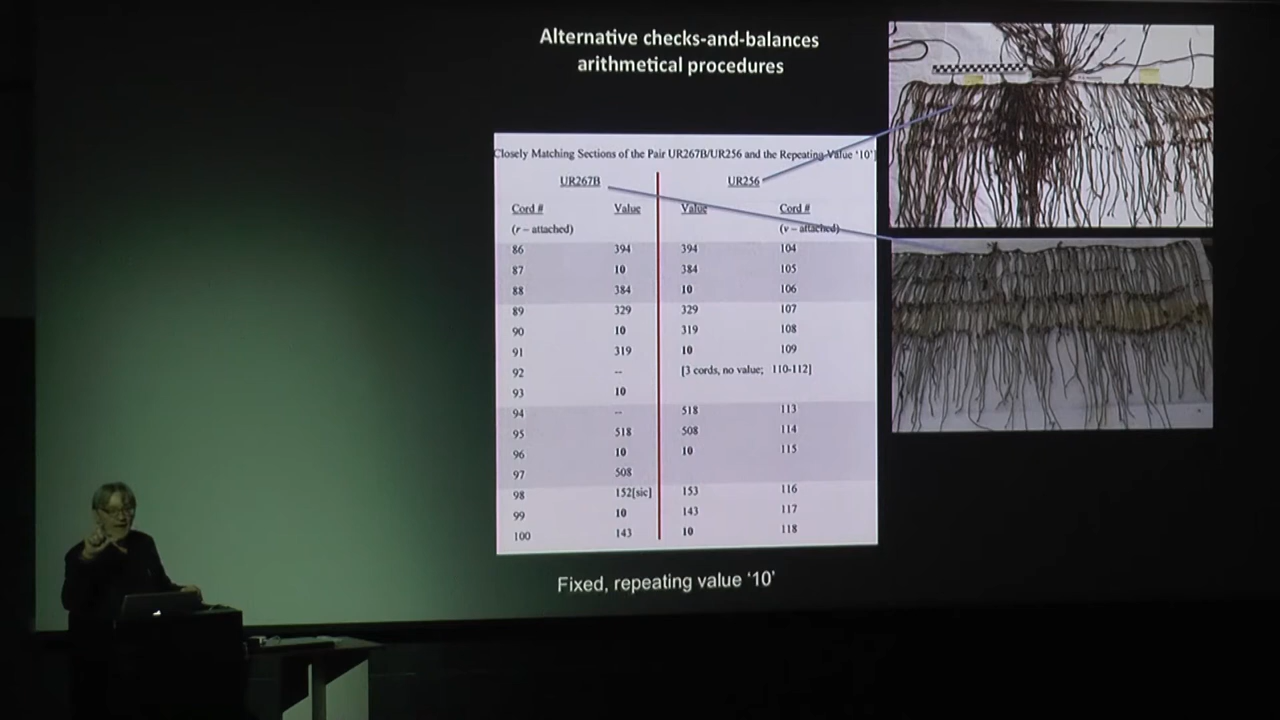 Alternative checks-and-balances
arithmetical procedures
Closely Matching Sections of the Pair UR267B/UR256 and the Repeating Value '10']
UR267B UR256
Cord # Value Value Cord #
(r – attached) (v – attached)
86 394 394 104
87 10 384 105
88 384 10 106
89 329 329 107
90 10 319 108
91 319 10 109
92 -- [3 cords, no value; 110-112]
93 10
94 -- 518 113
95 518 508 114
96 10 10 115
97 508
98 152[sic] 153 116
99 10 143 117
100 143 10 118
Fixed, repeating value '10'